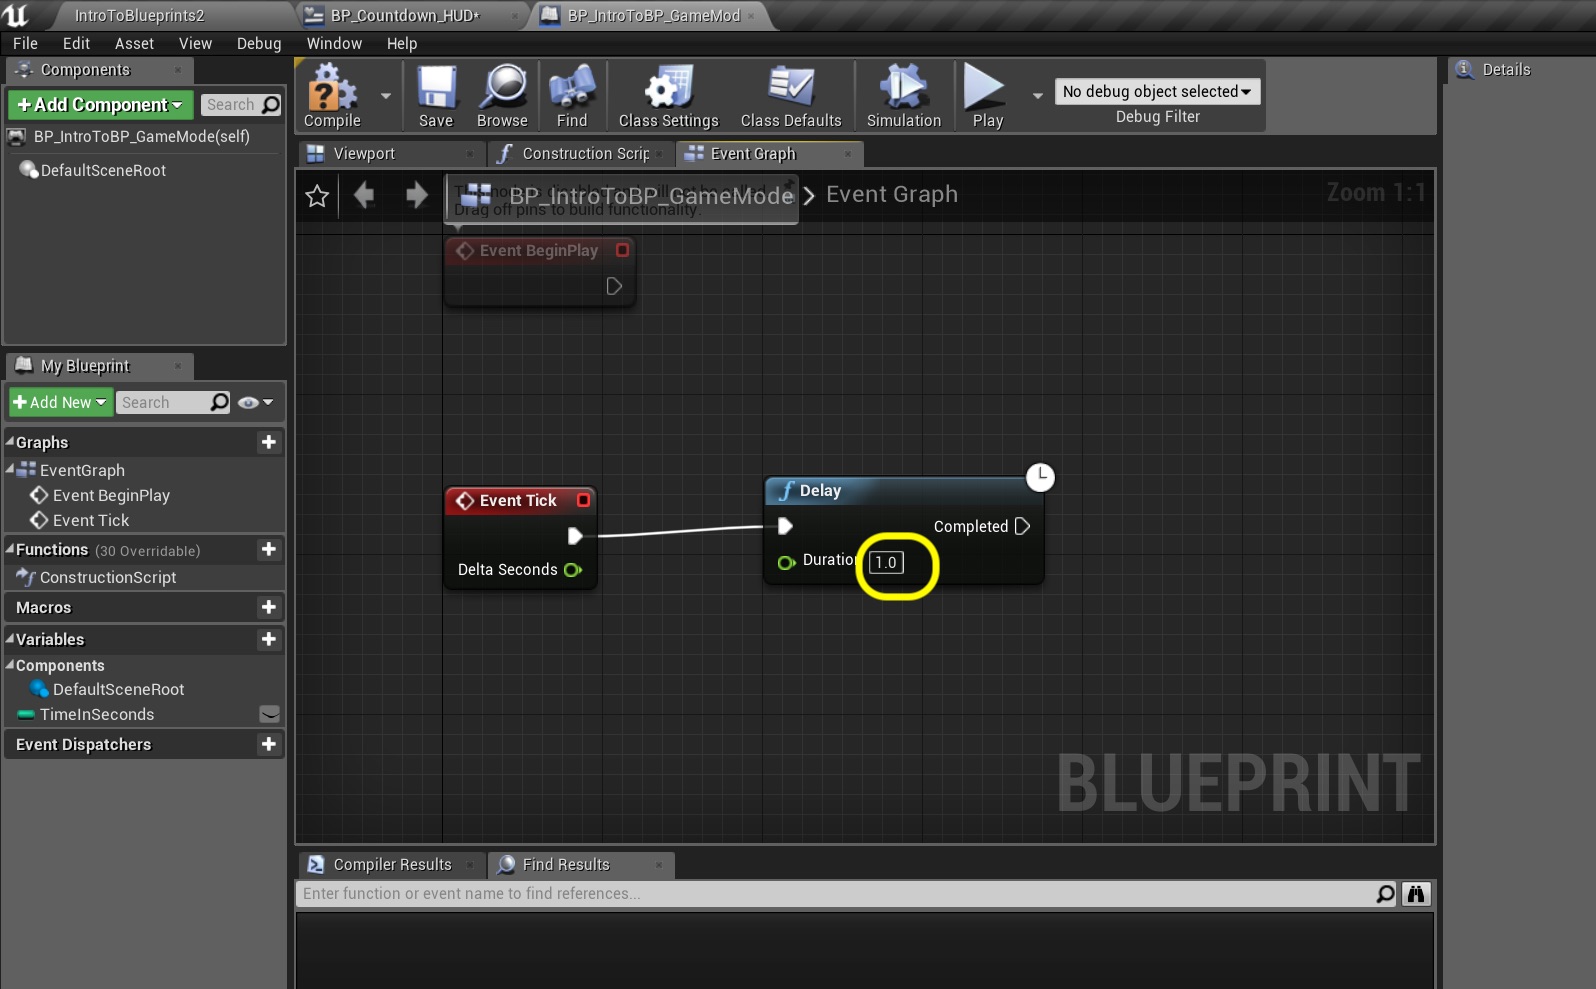 IntroToBlueprints2
BP_Countdown_HUD*
BP_IntroToBP_GameMod
File Edit Asset View Debug Window Help
Components
Details
+Add Component
Search
BP_IntroToBP_GameMode(self)
DefaultSceneRoot
Compile
Save
Browse
Find
Class Settings
Class Defaults
Simulation
Play
No debug object selected
Debug Filter
Viewport
Construction Scrip
Event Graph
BP_IntroToBP_GameMode
Event Graph
Zoom 1:1
Drag off pins to build functionality.
Event BeginPlay
My Blueprint
+Add New
Search
Graphs
EventGraph
Event BeginPlay
Event Tick
Functions (30 Overridable)
ConstructionScript
Macros
Variables
Components
DefaultSceneRoot
TimeInSeconds
Event Dispatchers
Event Tick
Delta Seconds
f Delay
Completed
Duration
1.0
BLUEPRINT
Compiler Results
Find Results
Enter function or event name to find references...